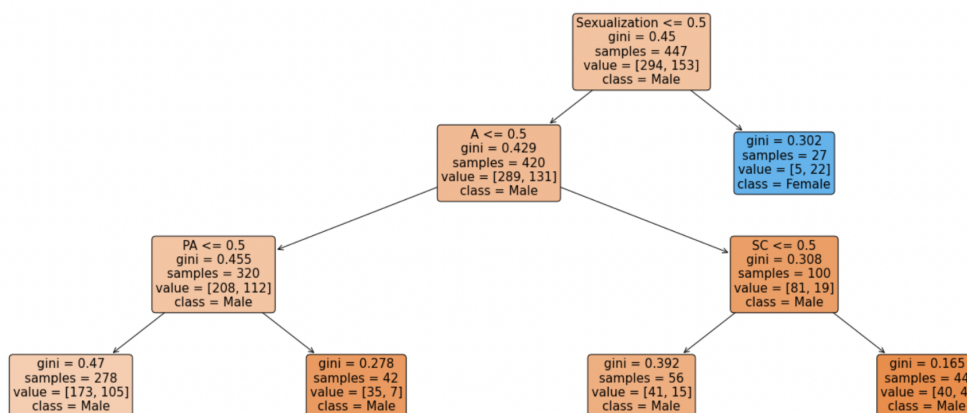 Sexualization <= 0.5
gini = 0.45
samples = 447
value = [294, 153]
class = Male
A <= 0.5
gini = 0.429
samples = 420
value = [289, 131]
class = Male
gini = 0.302
samples = 27
value = [5, 22]
class = Female
PA <= 0.5
gini = 0.455
samples = 320
value = [208, 112]
class = Male
SC <= 0.5
gini = 0.308
samples = 100
value = [81, 19]
class = Male
gini = 0.47
samples = 278
value = [173, 105]
class = Male
gini = 0.278
samples = 42
value = [35, 7]
class = Male
gini = 0.392
samples = 56
value = [41, 15]
class = Male
gini = 0.165
samples = 44
value = [40, 4
class = Male